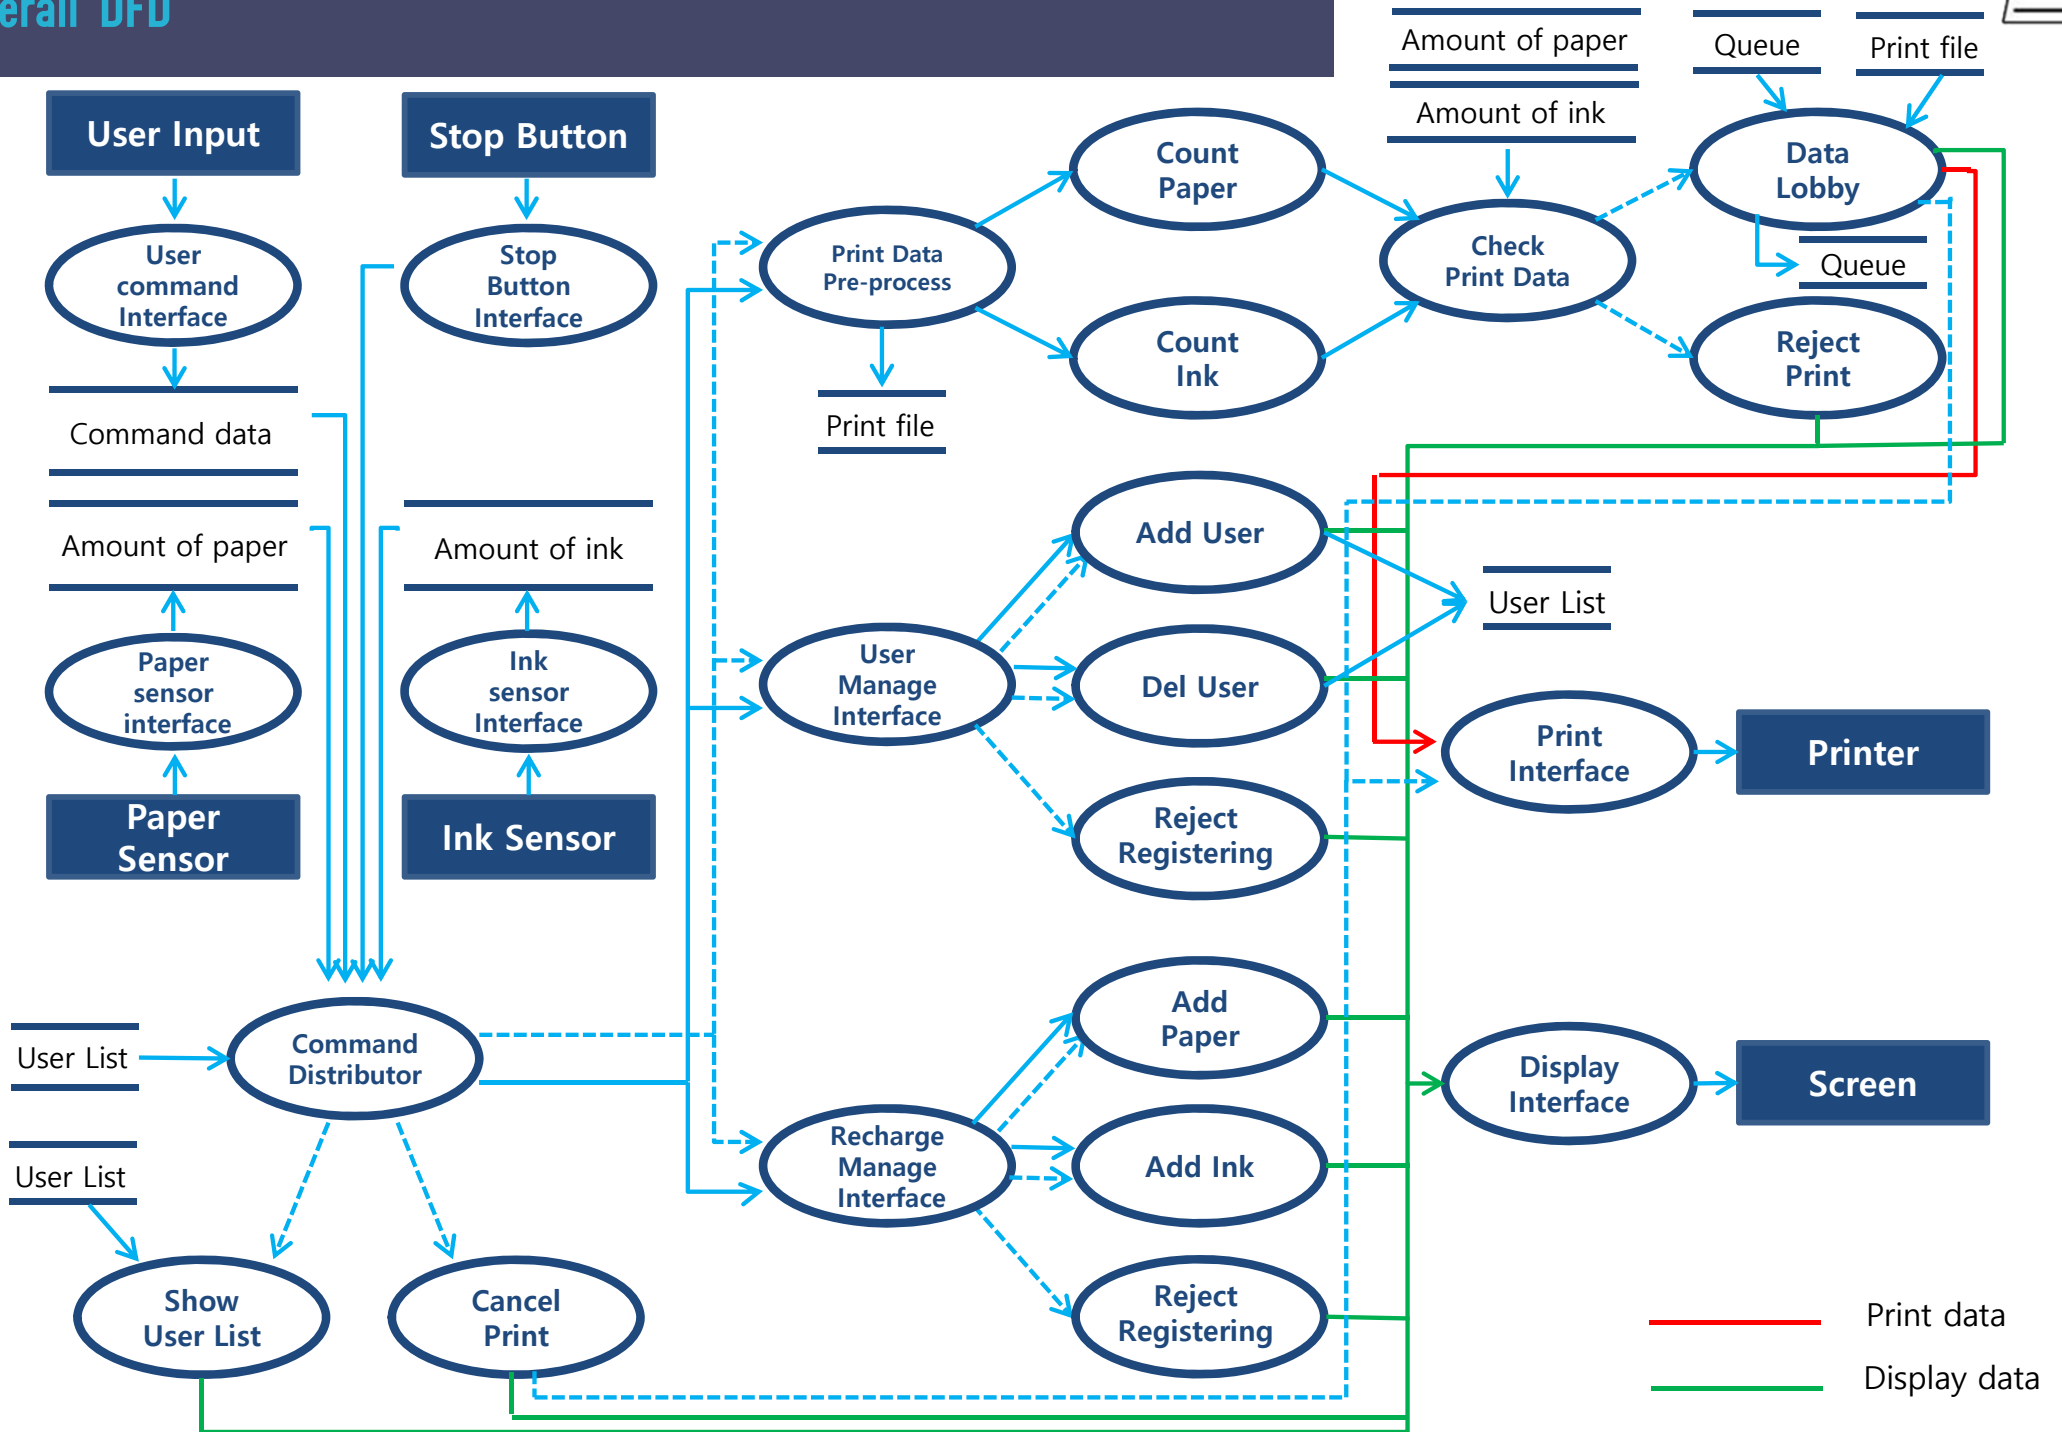 DFD
Amount of paper
Queue
Print file
Amount of ink
User Input
Stop Button
Count
Paper
Data
Lobby
User
command
Interface
Stop
Button
Interface
Print Data
Pre-process
Check
Print Data
Queue
Count
Ink
Reject
Print
Command data
Print file
Amount of paper
Amount of ink
Add User
User List
Paper
sensor
interface
Ink
sensor
Interface
User
Manage
Interface
Del User
Print
Interface
Printer
Paper
Sensor
Ink Sensor
Reject
Registering
Add
Paper
User List
Command
Distributor
Display
Interface
Screen
User List
Recharge
Manage
Interface
Add Ink
Show
User List
Cancel
Print
Reject
Registering
Print data
Display data